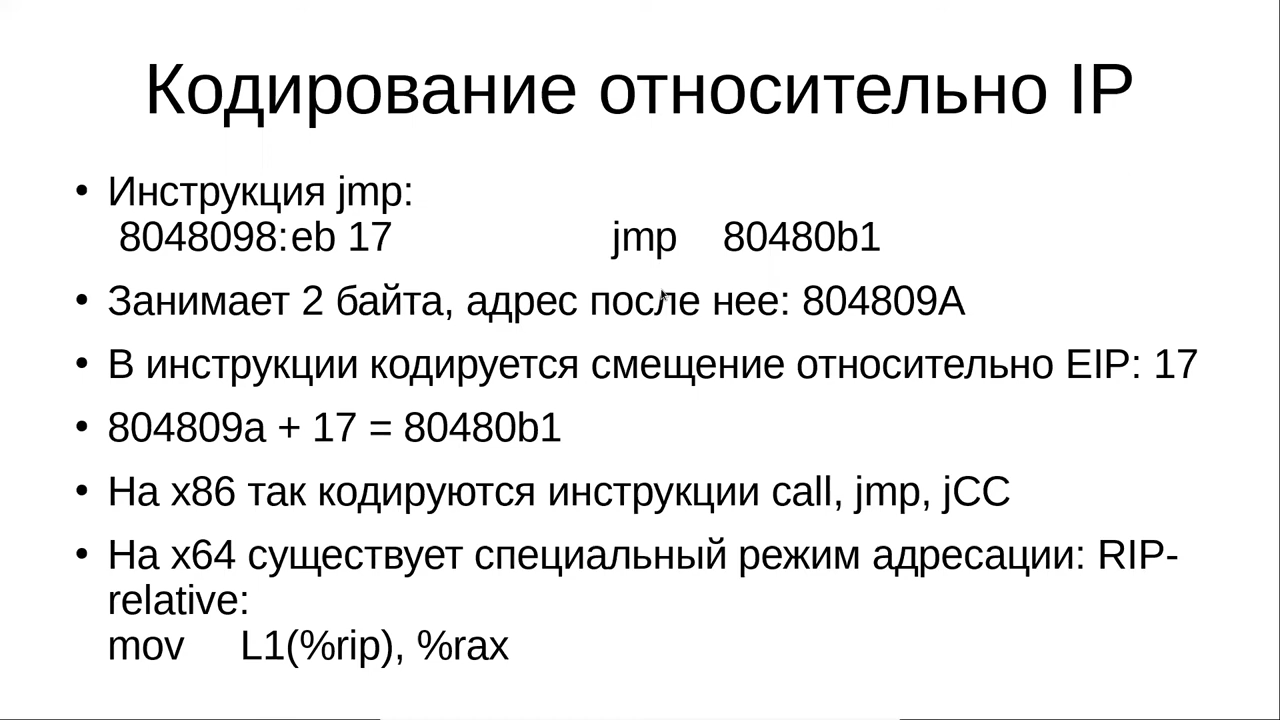 Кодирование относительно IP
• Инструкция jmp:
8048098: eb 17 jmp 80480b1
• Занимает 2 байта, адрес после нее: 804809A
• В инструкции кодируется смещение относительно EIP: 17
• 804809a + 17 = 80480b1
• На x86 так кодируются инструкции call, jmp, jCC
• На x64 существует специальный режим адресации: RIP-
relative:
mov L1(%rip), %rax